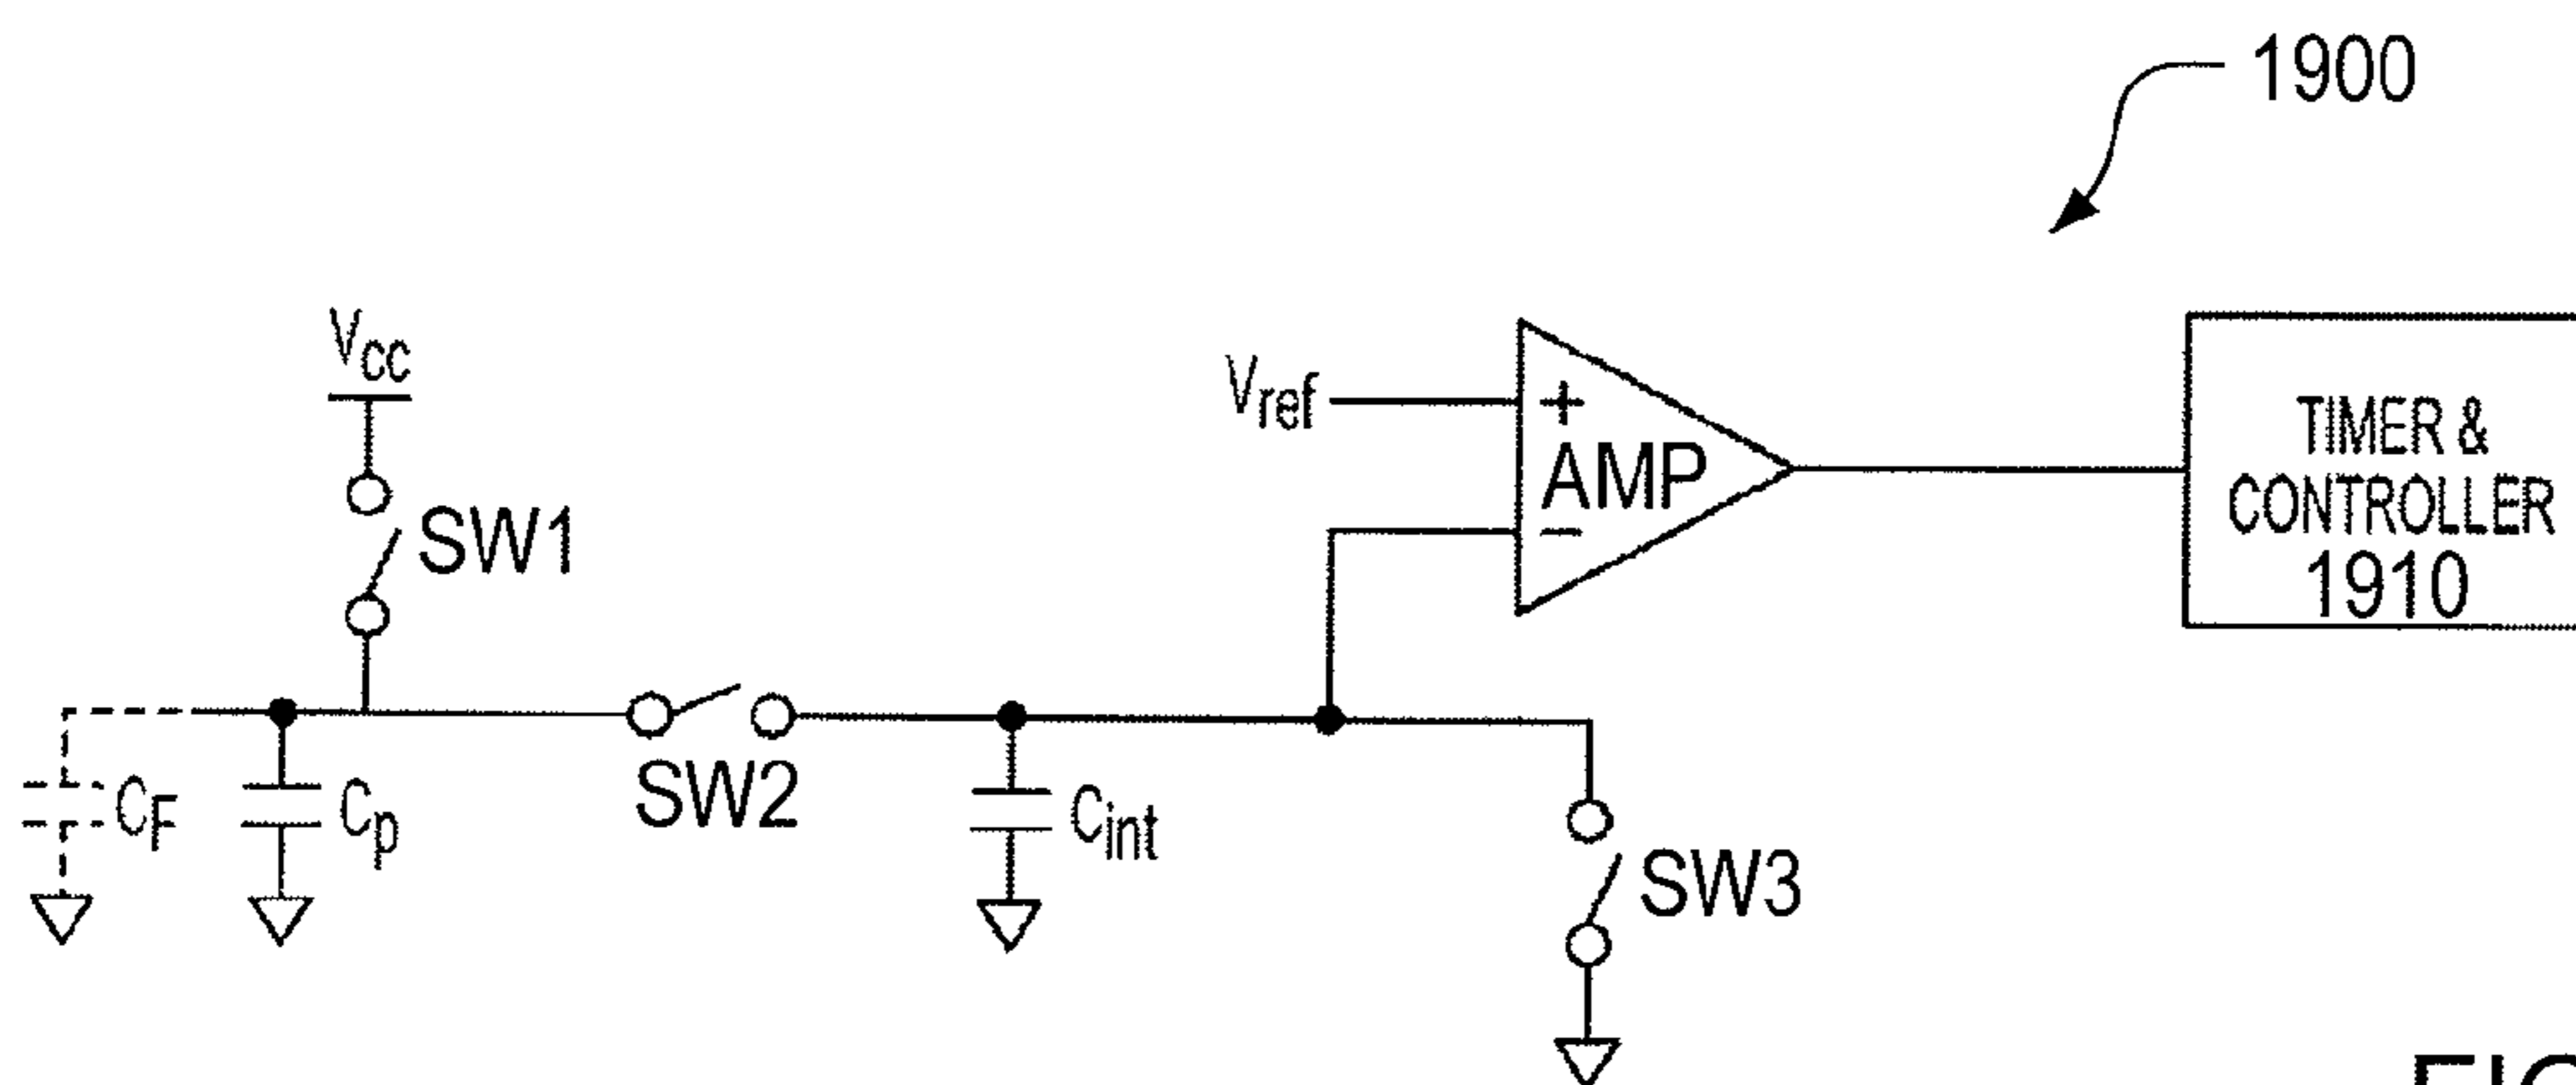 1900
Vcc
SW1
Vref
+
AMP
−
TIMER &
CONTROLLER
1910
CF
Cp
SW2
Cint
SW3